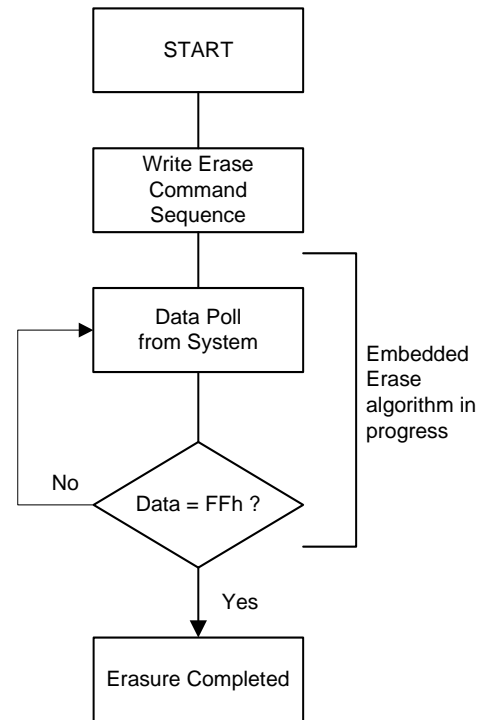 START
Write Erase
Command
Sequence
Data Poll
from System
Embedded
Erase
algorithm in
progress
No
Data = FFh ?
Yes
Erasure Completed